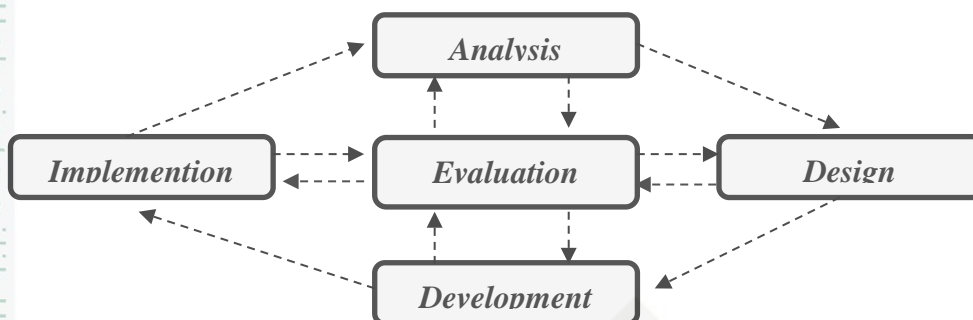 Analysis
Implemention
Evaluation
Design
Development